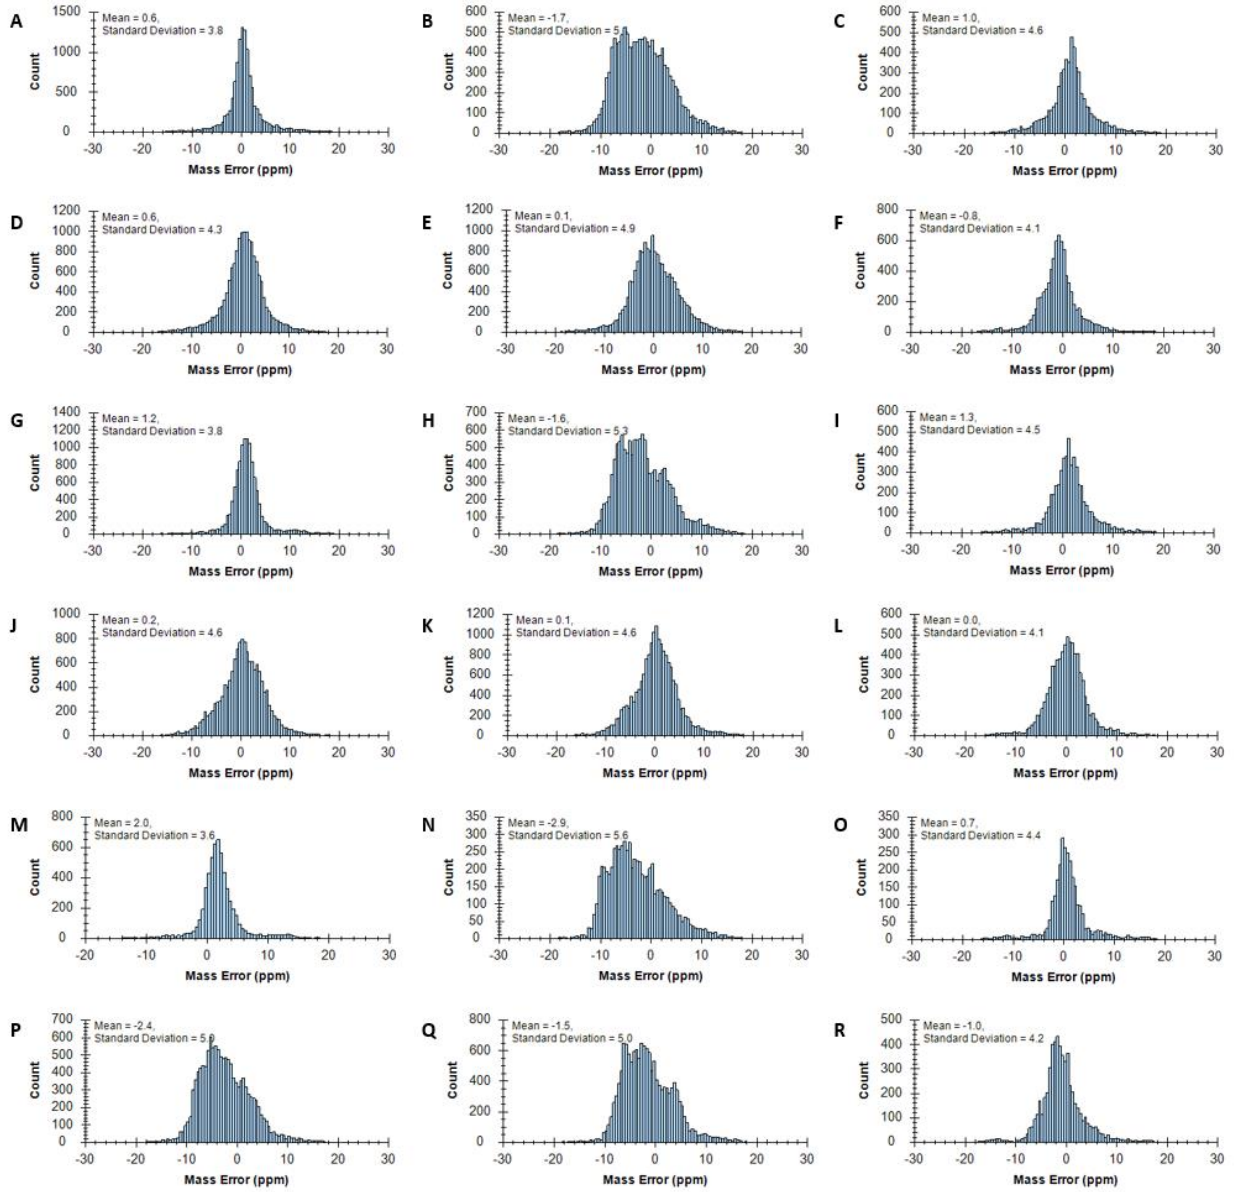 A
Mean = 0.6,
Standard Deviation = 3.8
1500
1000
500
0
Count
-30 -20 -10 0 10 20 30
Mass Error (ppm)
B
Mean = -1.7,
Standard Deviation =
600
500
400
300
200
100
0
Count
-30 -20 -10 0 10 20 30
Mass Error (ppm)
C
Mean = 1.0,
Standard Deviation = 4.6
600
500
400
300
200
100
0
Count
-30 -20 -10 0 10 20 30
Mass Error (ppm)
D
Mean = 0.6,
Standard Deviation = 4.3
1200
1000
800
600
400
200
0
Count
-30 -20 -10 0 10 20 30
Mass Error (ppm)
E
Mean = 0.1,
Standard Deviation = 4.9
1200
1000
800
600
400
200
0
Count
-30 -20 -10 0 10 20 30
Mass Error (ppm)
F
Mean = -0.8,
Standard Deviation = 4.1
800
600
400
200
0
Count
-30 -20 -10 0 10 20 30
Mass Error (ppm)
G
Mean = 1.2,
Standard Deviation = 3.8
1400
1200
1000
800
600
400
200
0
Count
-30 -20 -10 0 10 20 30
Mass Error (ppm)
H
Mean = -1.6,
Standard Deviation = 5.3
700
600
500
400
300
200
100
0
Count
-30 -20 -10 0 10 20 30
Mass Error (ppm)
I
Mean = 1.3,
Standard Deviation = 4.5
600
500
400
300
200
100
0
Count
-30 -20 -10 0 10 20 30
Mass Error (ppm)
J
Mean = 0.2,
Standard Deviation = 4.6
1000
800
600
400
200
0
Count
-30 -20 -10 0 10 20 30
Mass Error (ppm)
K
Mean = 0.1,
Standard Deviation = 4.6
1200
1000
800
600
400
200
0
Count
-30 -20 -10 0 10 20 30
Mass Error (ppm)
L
Mean = 0.0,
Standard Deviation = 4.1
600
500
400
300
200
100
0
Count
-30 -20 -10 0 10 20 30
Mass Error (ppm)
M
Mean = 2.0,
Standard Deviation = 3.6
800
600
400
200
0
Count
-20 -10 0 10 20 30
Mass Error (ppm)
N
Mean = -2.9,
Standard Deviation = 5.6
350
300
250
200
150
100
50
0
Count
-30 -20 -10 0 10 20 30
Mass Error (ppm)
O
Mean = 0.7,
Standard Deviation = 4.4
350
300
250
200
150
100
50
0
Count
-30 -20 -10 0 10 20 30
Mass Error (ppm)
P
Mean = -2.4,
Standard Deviation = 5.0
700
600
500
400
300
200
100
0
Count
-30 -20 -10 0 10 20 30
Mass Error (ppm)
Q
Mean = -1.5,
Standard Deviation = 5.0
800
600
400
200
0
Count
-30 -20 -10 0 10 20 30
Mass Error (ppm)
R
Mean = -1.0,
Standard Deviation = 4.2
500
400
300
200
100
0
Count
-30 -20 -10 0 10 20 30
Mass Error (ppm)